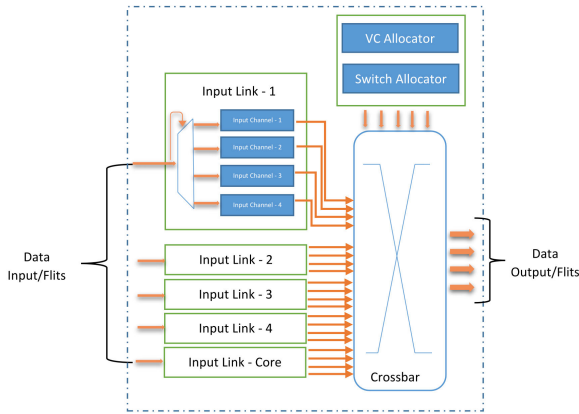 VC Allocator
Switch Allocator
Input Link - 1
Input Channel - 1
Input Channel - 2
Input Channel - 3
Input Channel - 4
Data
Input/Flits
Input Link - 2
Input Link - 3
Input Link - 4
Input Link - Core
Crossbar
Data
Output/Flits